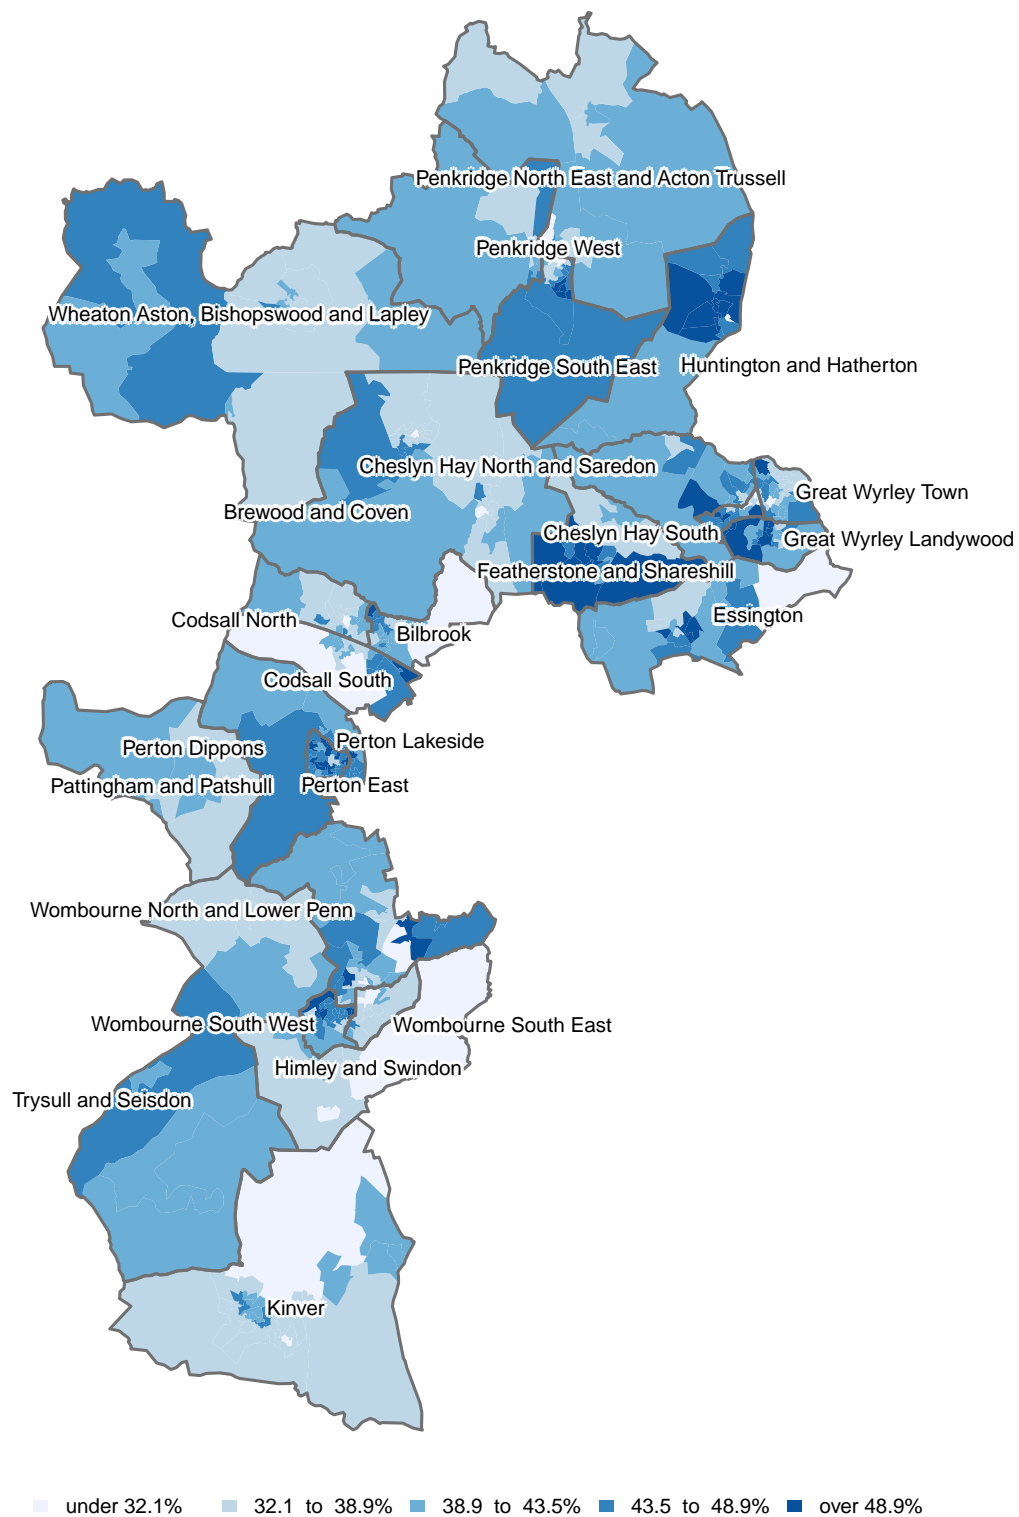 Penkridge North East and Acton Trussell
Penkridge West
Wheaton Aston, Bishopswood and Lapley
Penkridge South East
Huntington and Hatherton
Cheslyn Hay North and Saredon
Great Wyrley Town
Brewood and Coven
Cheslyn Hay South
Great Wyrley Landywood
Featherstone and Shareshill
Essington
Codsall North
Bilbrook
Codsall South
Perton Lakeside
Perton Dippons
Pattingham and Patshull
Perton East
Wombourne North and Lower Penn
Wombourne South West
Wombourne South East
Himley and Swindon
Trysull and Seisdon
Kinver
under 32.1% 32.1 to 38.9% 38.9 to 43.5% 43.5 to 48.9% over 48.9%